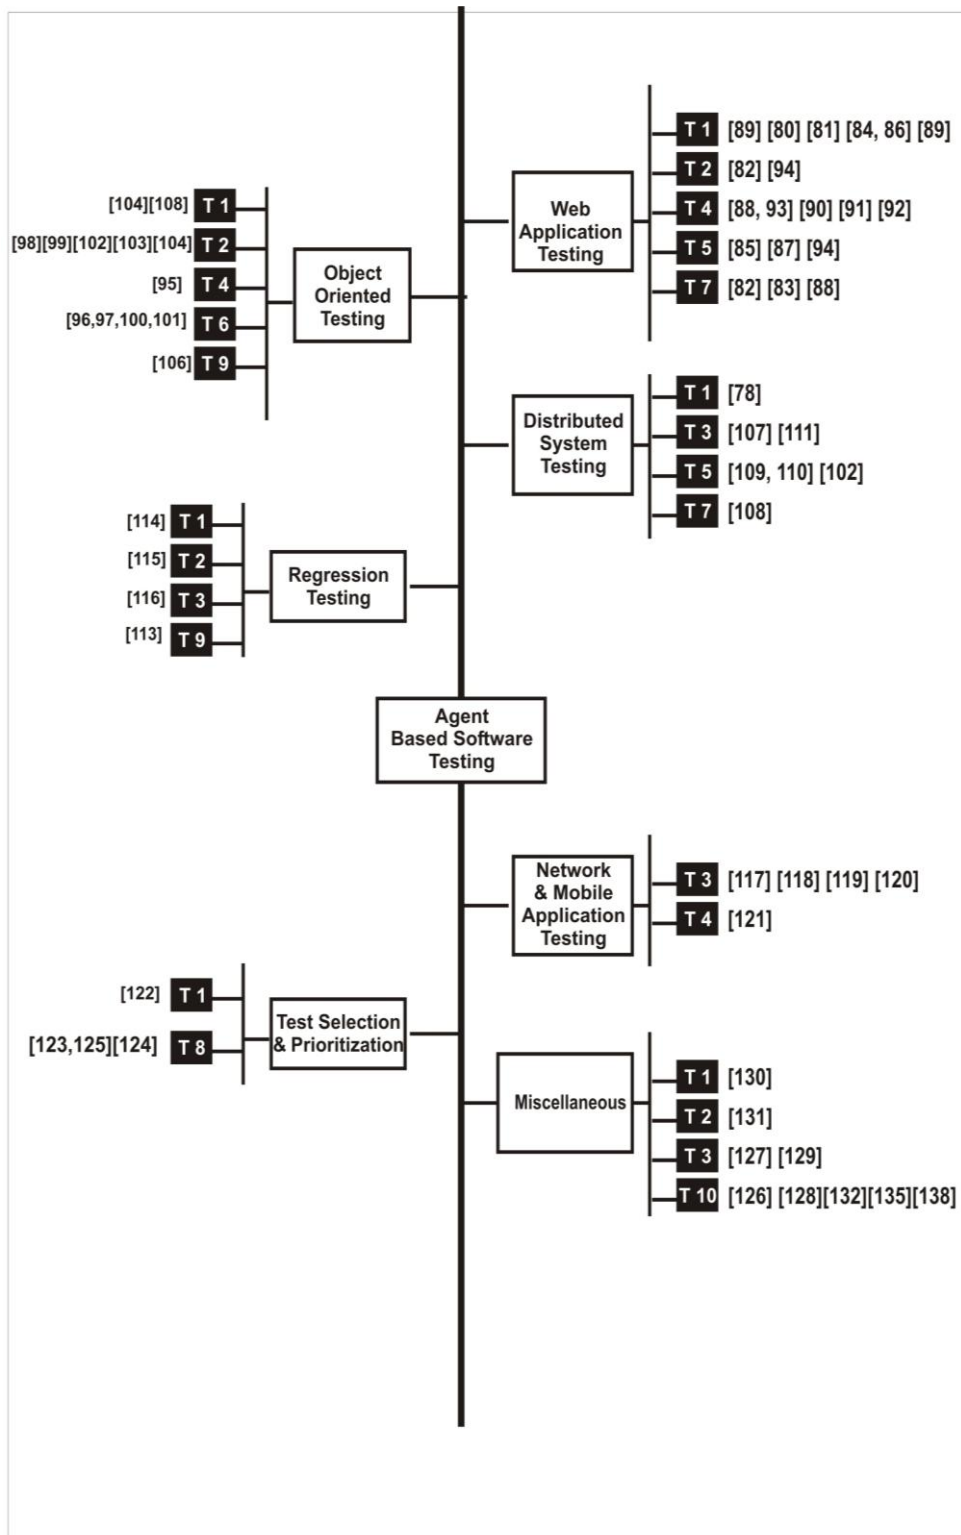 [104][108] T 1
[98][99][102][103][104] T 2
[95] T 4
[96,97,100,101] T 6
[106] T 9
Object
Oriented
Testing
Web
Application
Testing
T 1 [89] [80] [81] [84, 86] [89]
T 2 [82] [94]
T 4 [88, 93] [90] [91] [92]
T 5 [85] [87] [94]
T 7 [82] [83] [88]
Distributed
System
Testing
T 1 [78]
T 3 [107] [111]
T 5 [109, 110] [102]
T 7 [108]
[114] T 1
[115] T 2
[116] T 3
[113] T 9
Regression
Testing
Agent
Based Software
Testing
Network
& Mobile
Application
Testing
T 3 [117] [118] [119] [120]
T 4 [121]
[122] T 1
[123,125][124] T 8
Test Selection
& Prioritization
Miscellaneous
T 1 [130]
T 2 [131]
T 3 [127] [129]
T 10 [126] [128][132][135][138]